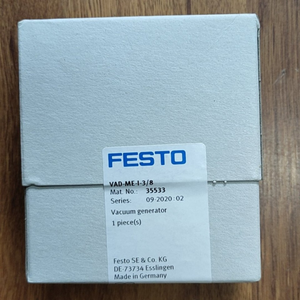 FESTO
VAD-ME-I-3/8
Mat. No.: 35533
Series: 09-2020:02
Vacuum generator
1 piece(s)
Festo SE & Co. KG
DE-73734 Esslingen
Made in Germany